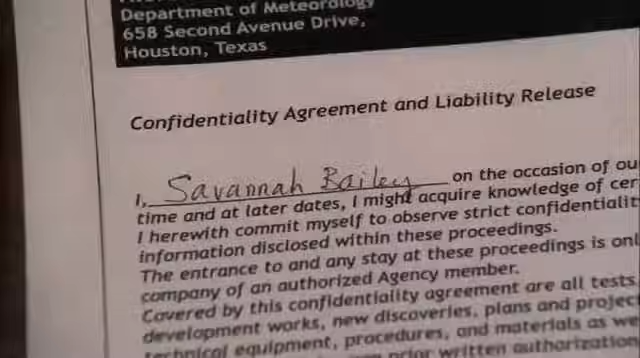 Department of Meteorology
658 Second Avenue Drive,
Houston, Texas
Confidentiality Agreement and Liability Release
I, Savannah Bailey on the occasion of ou
time and at later dates, I might acquire knowledge of cer
I herewith commit myself to observe strict confidentialit
information disclosed within these proceedings.
The entrance to and any stay at these proceedings is onl
company of an authorized Agency member.
Covered by this confidentiality agreement are all tests,
development works, new discoveries, plans and projec
technical equipment, procedures, and materials as we
prior written authorization